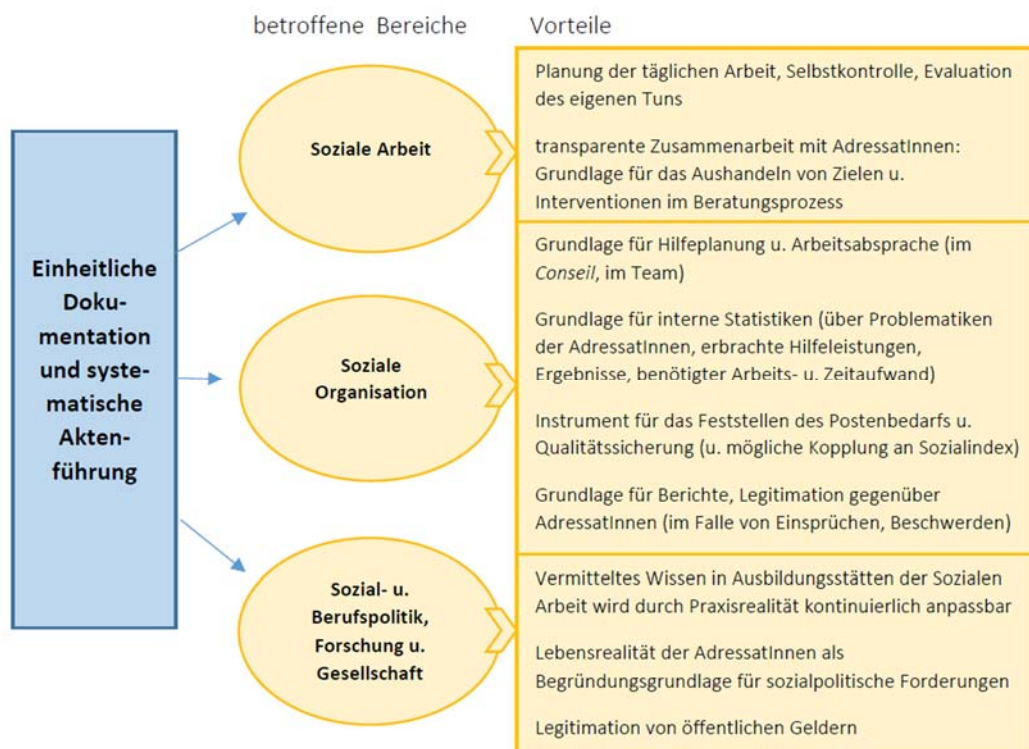 betroffene Bereiche
Vorteile
Einheitliche
Doku-
mentation
und syste-
matische
Akten-
führung
Soziale Arbeit
Planung der täglichen Arbeit, Selbstkontrolle, Evaluation
des eigenen Tuns
transparente Zusammenarbeit mit AdressatInnen:
Grundlage für das Aushandeln von Zielen u.
Interventionen im Beratungsprozess
Soziale
Organisation
Grundlage für Hilfeplanung u. Arbeitsabsprache (im
Conseil, im Team)
Grundlage für interne Statistiken (über Problematiken
der AdressatInnen, erbrachte Hilfeleistungen,
Ergebnisse, benötigter Arbeits- u. Zeitaufwand)
Instrument für das Feststellen des Postenbedarfs u.
Qualitätssicherung (u. mögliche Kopplung an Sozialindex)
Grundlage für Berichte, Legitimation gegenüber
AdressatInnen (im Falle von Einsprüchen, Beschwerden)
Sozial- u.
Berufspolitik,
Forschung u.
Gesellschaft
Vermitteltes Wissen in Ausbildungsstätten der Sozialen
Arbeit wird durch Praxisrealität kontinuierlich anpassbar
Lebensrealität der AdressatInnen als
Begründungsgrundlage für sozialpolitische Forderungen
Legitimation von öffentlichen Geldern